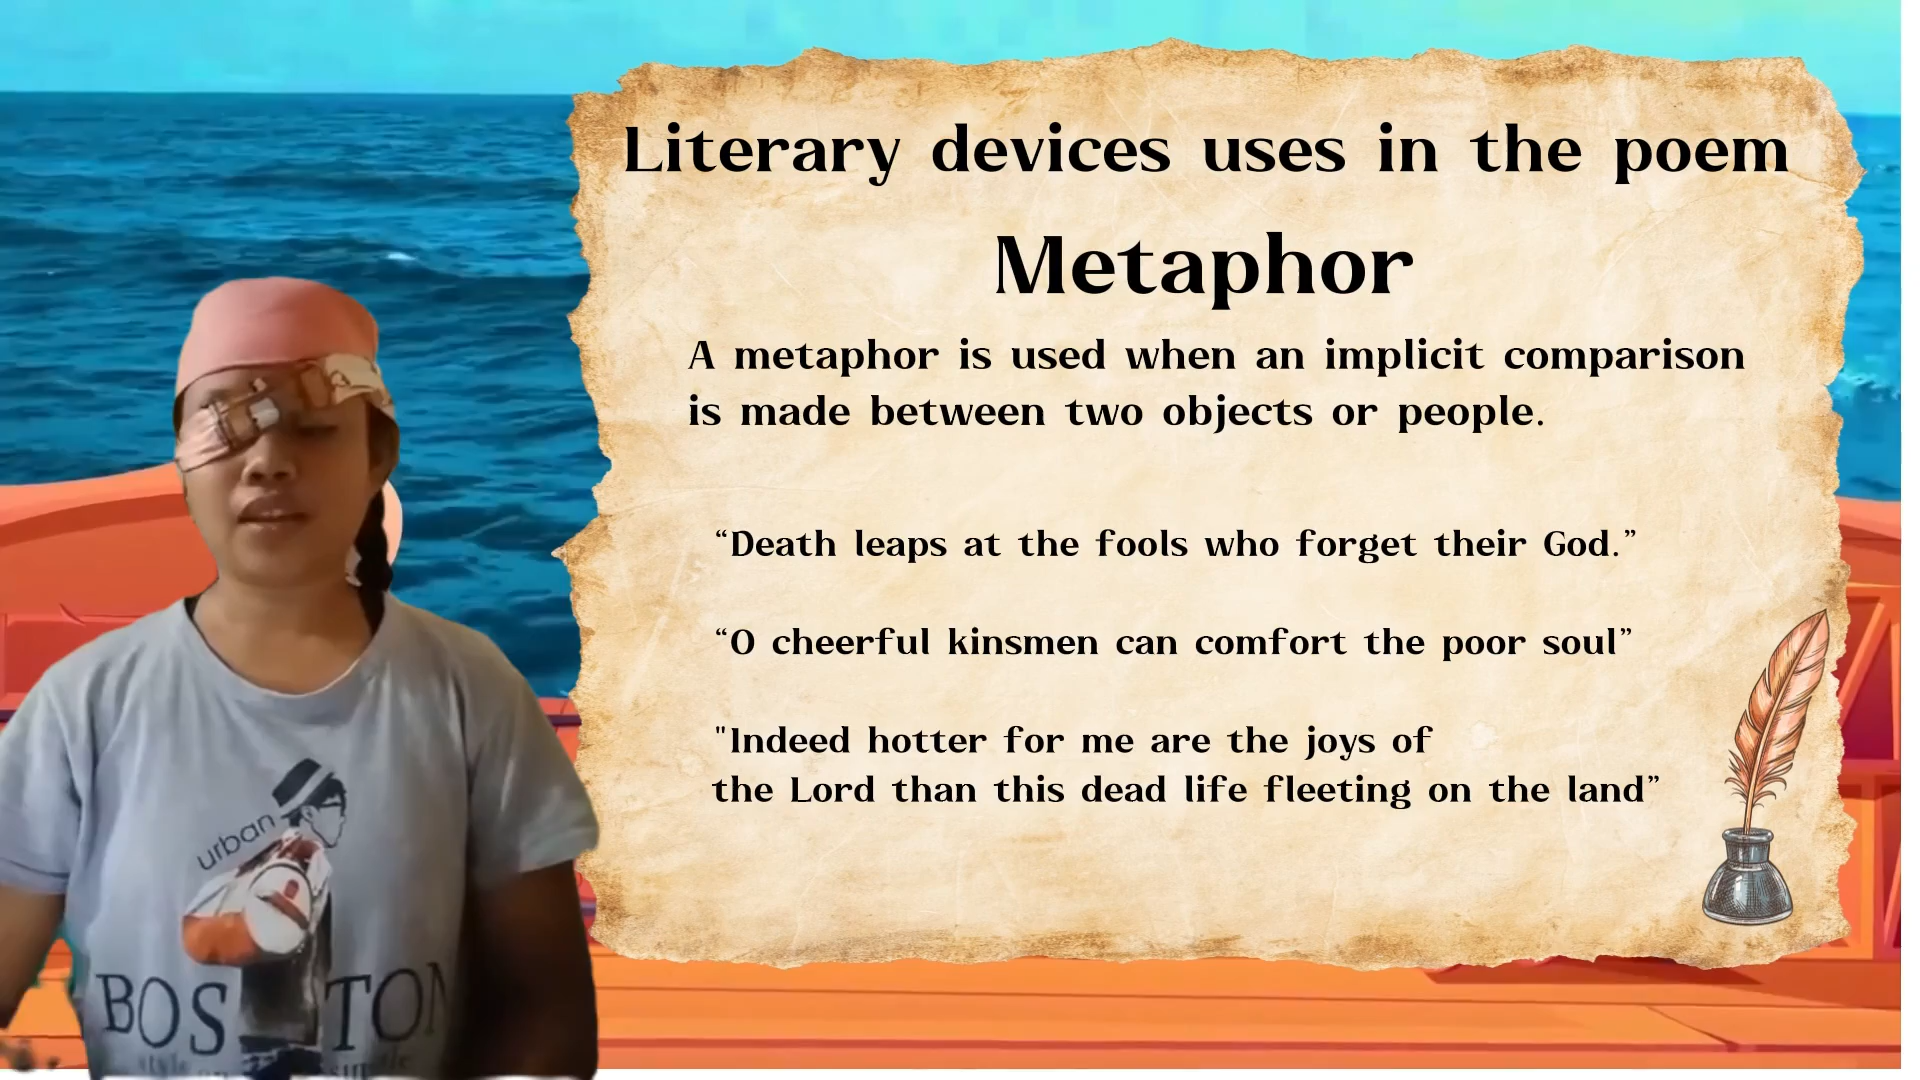 Literary devices uses in the poem
Metaphor
A metaphor is used when an implicit comparison
is made between two objects or people.
“Death leaps at the fools who forget their God.”
“O cheerful kinsmen can comfort the poor soul”
"Indeed hotter for me are the joys of
the Lord than this dead life fleeting on the land”
urban
BOSTON
style